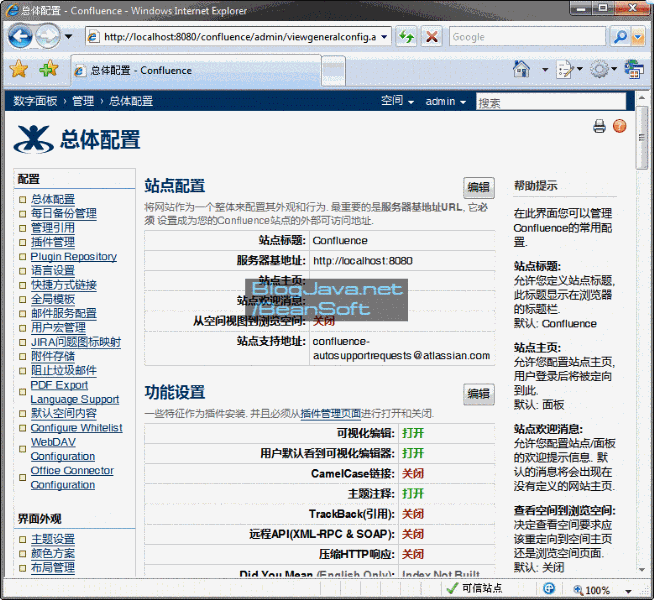 总体配置 - Confluence - Windows Internet Explorer
http://localhost:8080/confluence/admin/viewgeneralconfig.a
Google
总体配置 - Confluence
数字面板 › 管理 › 总体配置
空间 admin 搜索
总体配置
配置
总体配置
每日备份管理
管理引用
插件管理
Plugin Repository
语言设置
快捷方式链接
全局模板
邮件服务配置
用户宏管理
JIRA问题图标映射
附件存储
阻止垃圾邮件
PDF Export
Language Support
默认空间内容
Configure Whitelist
WebDAV
Configuration
Office Connector
Configuration
界面外观
主题设置
颜色方案
布局管理
站点配置
编辑
将网站作为一个整体来配置其外观和行为. 最重要的是服务器基地址URL, 它必
须 设置成为您的Confluence站点的外部可访问地址.
站点标题: Confluence
服务器基地址: http://localhost:8080
站点主页:
站点欢迎消息:
从空间视图到浏览空间: 关闭
站点支持地址: confluence-
autosupportrequests@atlassian.com
BlogJava.net
/BeanSoft
功能设置
编辑
一些特征作为插件安装. 并且必须从插件管理页面进行打开和关闭.
可视化编辑: 打开
用户默认看到可视化编辑器: 打开
CamelCase链接: 关闭
主题注释: 打开
TrackBack(引用): 关闭
远程API(XML-RPC & SOAP): 关闭
压缩HTTP响应: 关闭
Did You Mean (English Only): Index Not Built
帮助提示
在此界面您可以管理
Confluence的常用配
置.
站点标题:
允许您定义站点标题,
此标题显示在浏览器
的标题栏.
默认: Confluence
站点主页:
允许您配置站点主页,
用户登录后将被定向
到此.
默认: 面板
站点欢迎消息:
允许您配置站点/面板
的欢迎提示信息. 默
认的消息将会出现在
没有定义的网站主页.
查看空间到浏览空间:
决定查看空间要求应
该重定向到空间主页
还是浏览空间页面.
默认: 关闭
可信站点
100%